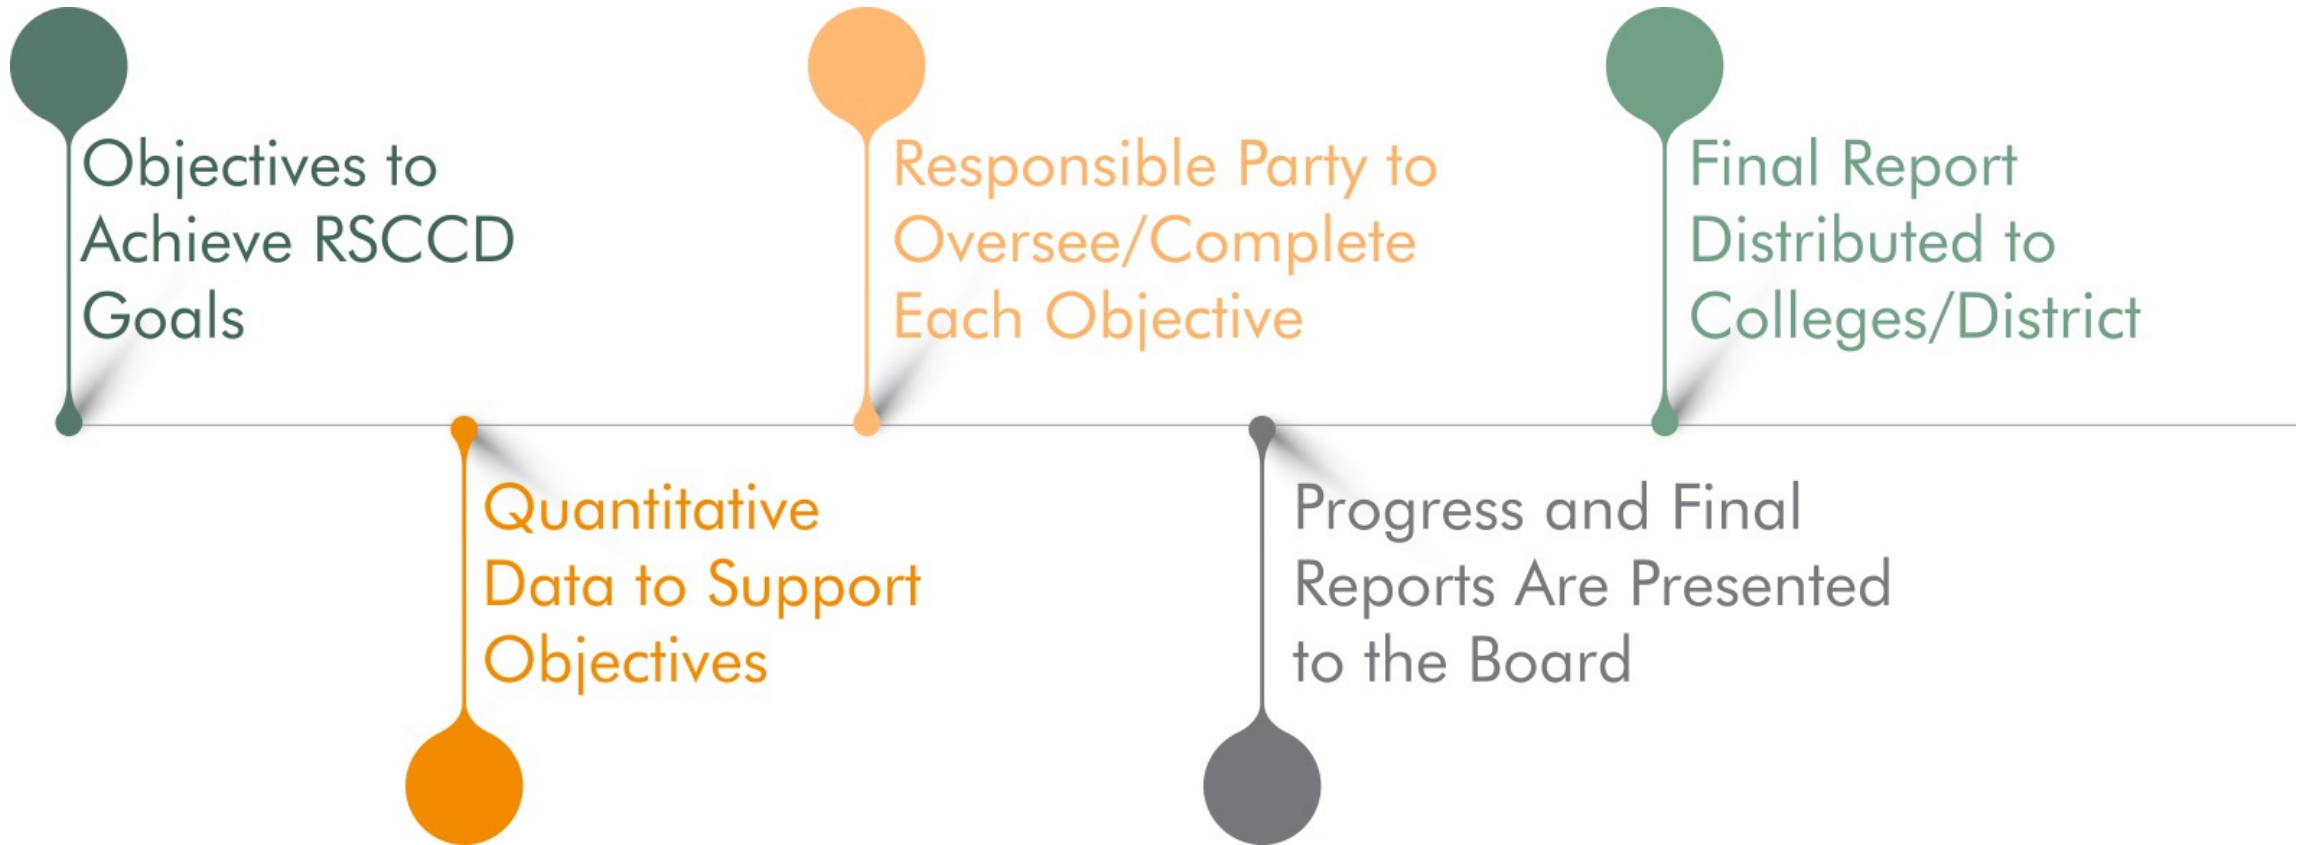 Objectives to
Achieve RSCCD
Goals
Quantitative
Data to Support
Objectives
Responsible Party to
Oversee/Complete
Each Objective
Progress and Final
Reports Are Presented
to the Board
Final Report
Distributed to
Colleges/District